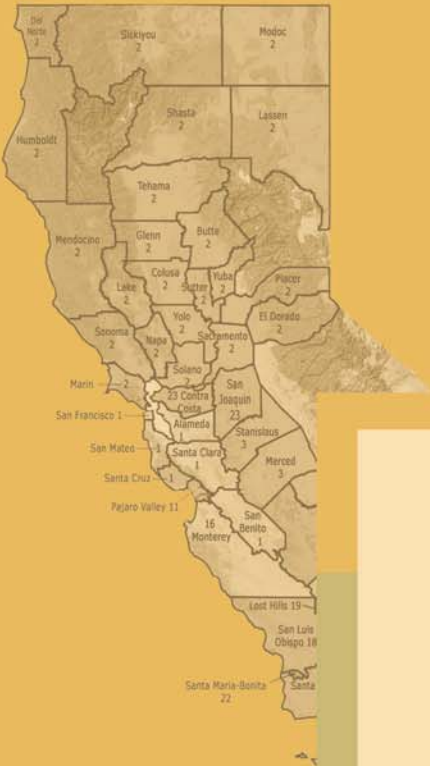 Del
Norte
2
Siskiyou
2
Modoc
2
Humboldt
2
Shasta
2
Lassen
2
Tehama
2
Mendocino
2
Glenn
2
Butte
2
Lake
2
Colusa
2
Sutter
2
Yuba
2
Placer
2
El Dorado
2
Sonoma
2
Napa
2
Yolo
2
Sacramento
2
Solano
2
Marin 2
23 Contra
Costa
San
Joaquin
23
San Francisco 1
Alameda
1
Stanislaus
3
San Mateo 1
Santa Clara
1
Merced
3
Santa Cruz 1
Pajaro Valley 11
16
Monterey
San
Benito
1
Lost Hills 19
San Luis
Obispo 18
Santa Maria-Bonita
22
Santa